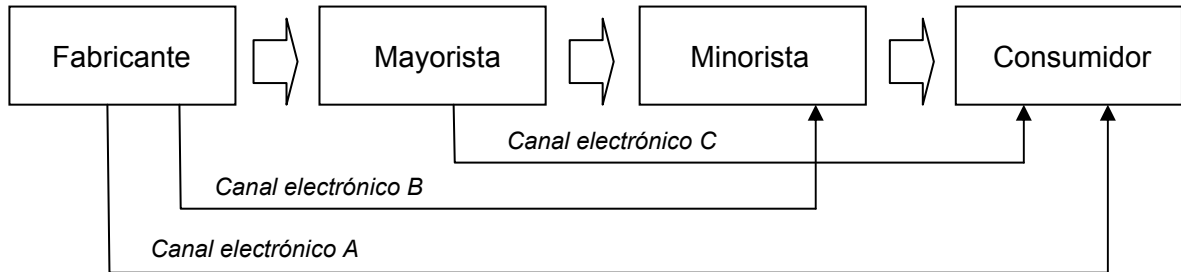 Fabricante
Mayorista
Minorista
Consumidor
Canal electrónico C
Canal electrónico B
Canal electrónico A